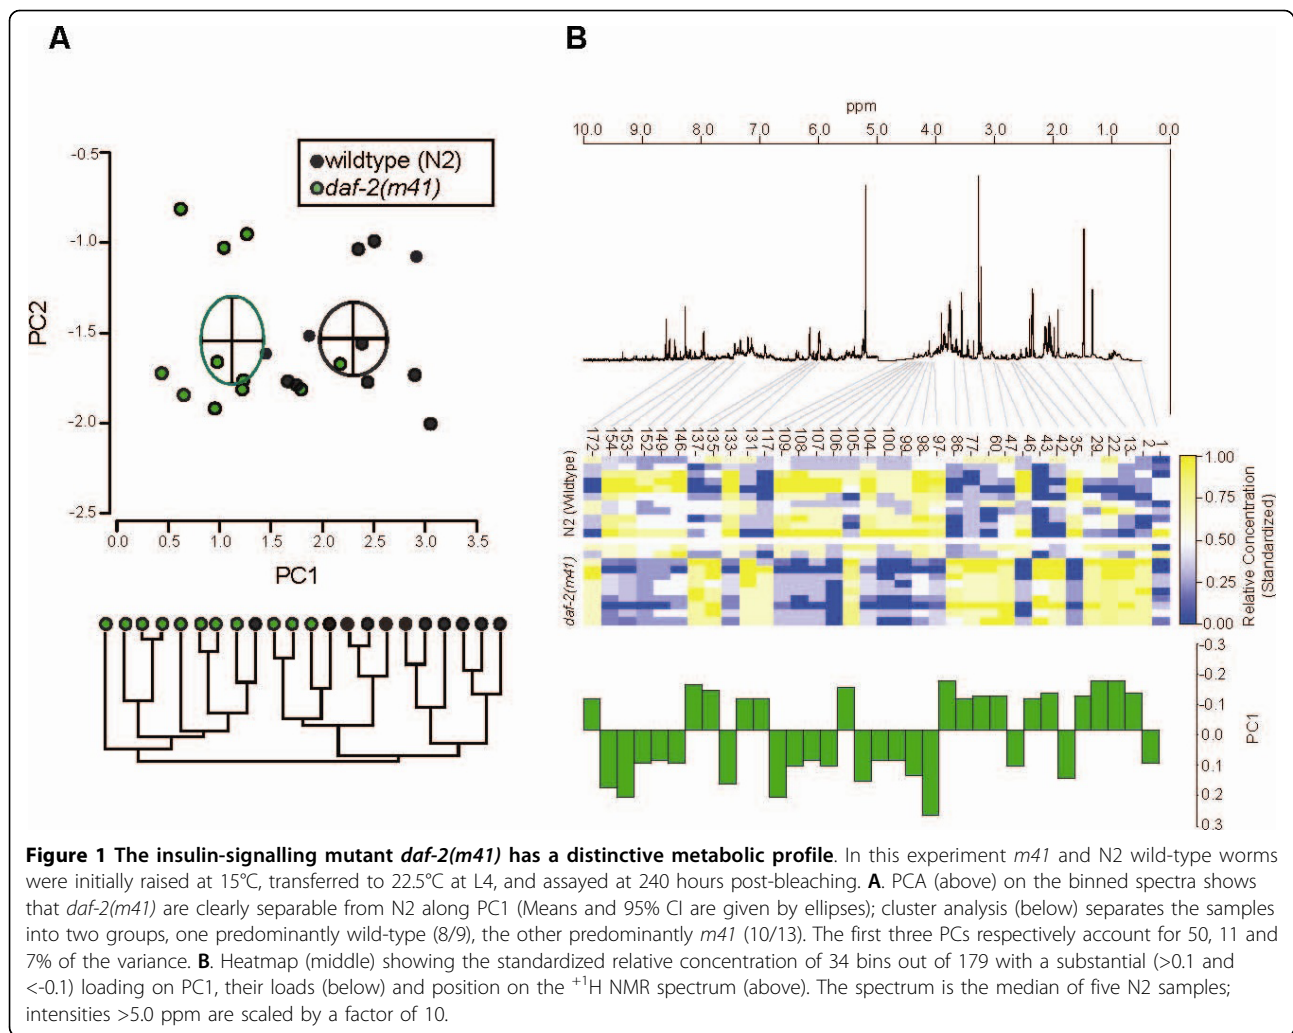 A
B
ppm
10.0 9.0 8.0 7.0 6.0 5.0 4.0 3.0 2.0 1.0 0.0
wildtype (N2)
daf-2(m41)
-0.5
-1.0
-1.5
-2.0
-2.5
PC2
0.0 0.5 1.0 1.5 2.0 2.5 3.0 3.5
PC1
172 154 153 152 149 146 137 135 133 131 117 109 108 107 106 105 104 100 99 98 97 86 77 60 47 46 43 42 35 29 22 13 2 1
N2 (Wildtype)
daf-2(m41)
1.00
0.75
0.50
0.25
0.00
Relative Concentration
(Standardized)
-0.3
-0.2
-0.1
0.0
0.1
0.2
0.3
PC1
Figure 1 The insulin-signalling mutant daf-2(m41) has a distinctive metabolic profile. In this experiment m41 and N2 wild-type worms
were initially raised at 15°C, transferred to 22.5°C at L4, and assayed at 240 hours post-bleaching. A. PCA (above) on the binned spectra shows
that daf-2(m41) are clearly separable from N2 along PC1 (Means and 95% CI are given by ellipses); cluster analysis (below) separates the samples
into two groups, one predominantly wild-type (8/9), the other predominantly m41 (10/13). The first three PCs respectively account for 50, 11 and
7% of the variance. B. Heatmap (middle) showing the standardized relative concentration of 34 bins out of 179 with a substantial (>0.1 and
<-0.1) loading on PC1, their loads (below) and position on the +1H NMR spectrum (above). The spectrum is the median of five N2 samples;
intensities >5.0 ppm are scaled by a factor of 10.